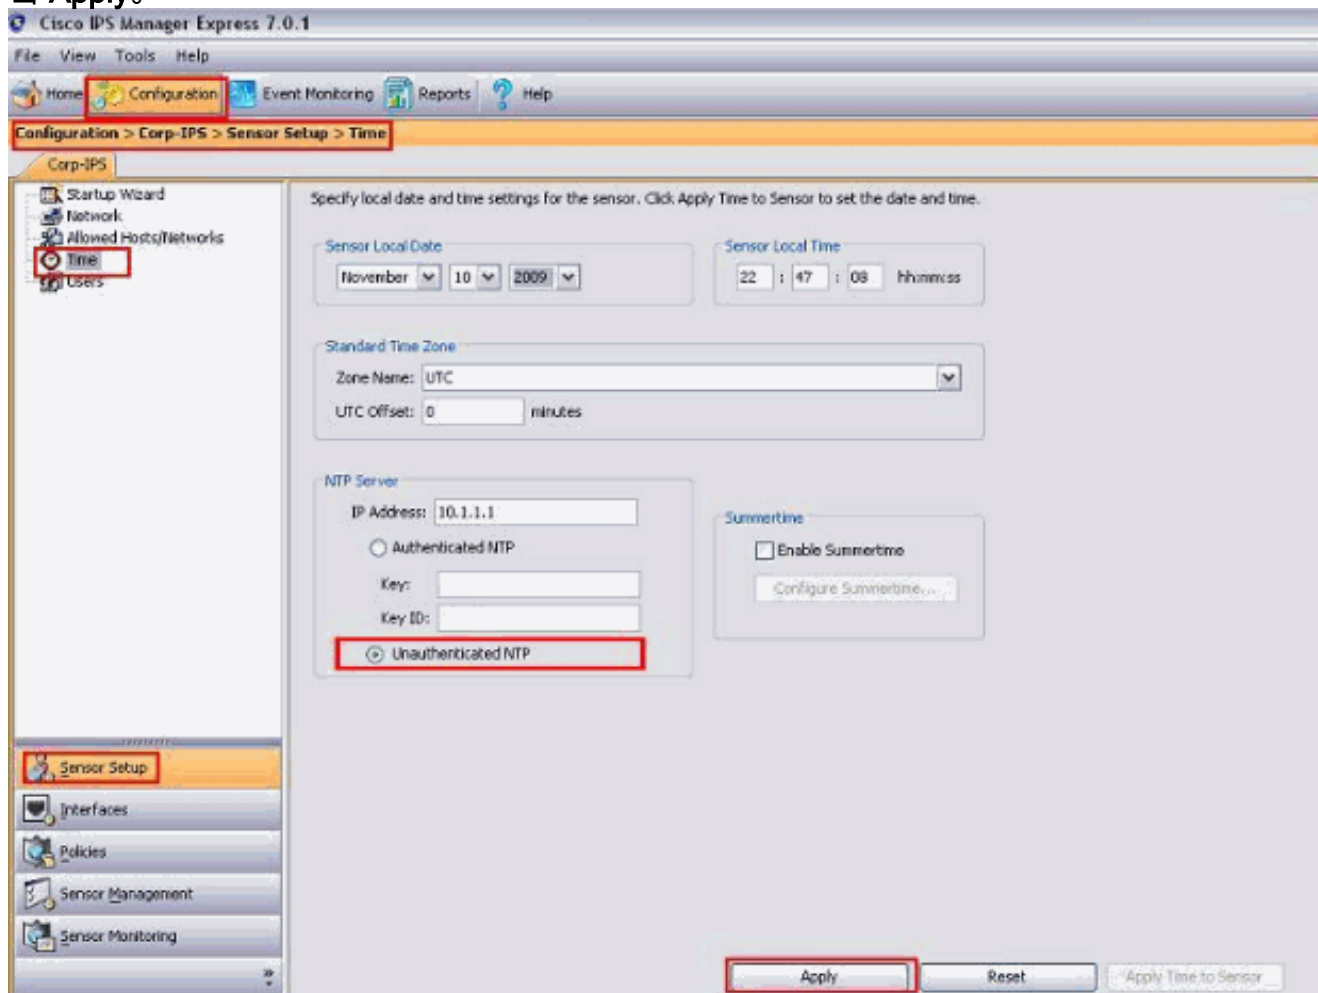 Apply。
Cisco IPS Manager Express 7.0.1
File View Tools Help
Home Configuration Event Monitoring Reports Help
Configuration > Corp-IPS > Sensor Setup > Time
Corp-IPS
Startup Wizard
Network
Allowed Hosts/Networks
Time
Users
Specify local date and time settings for the sensor. Click Apply Time to Sensor to set the date and time.
Sensor Local Date
November 10 2009
Sensor Local Time
22 : 47 : 08 hh:mm:ss
Standard Time Zone
Zone Name: UTC
UTC Offset: 0 minutes
NTP Server
IP Address: 10.1.1.1
Authenticated NTP
Key:
Key ID:
Unauthenticated NTP
Summertime
Enable Summertime
Configure Summertime...
Sensor Setup
Interfaces
Policies
Sensor Management
Sensor Monitoring
Apply Reset Apply Time to Sensor